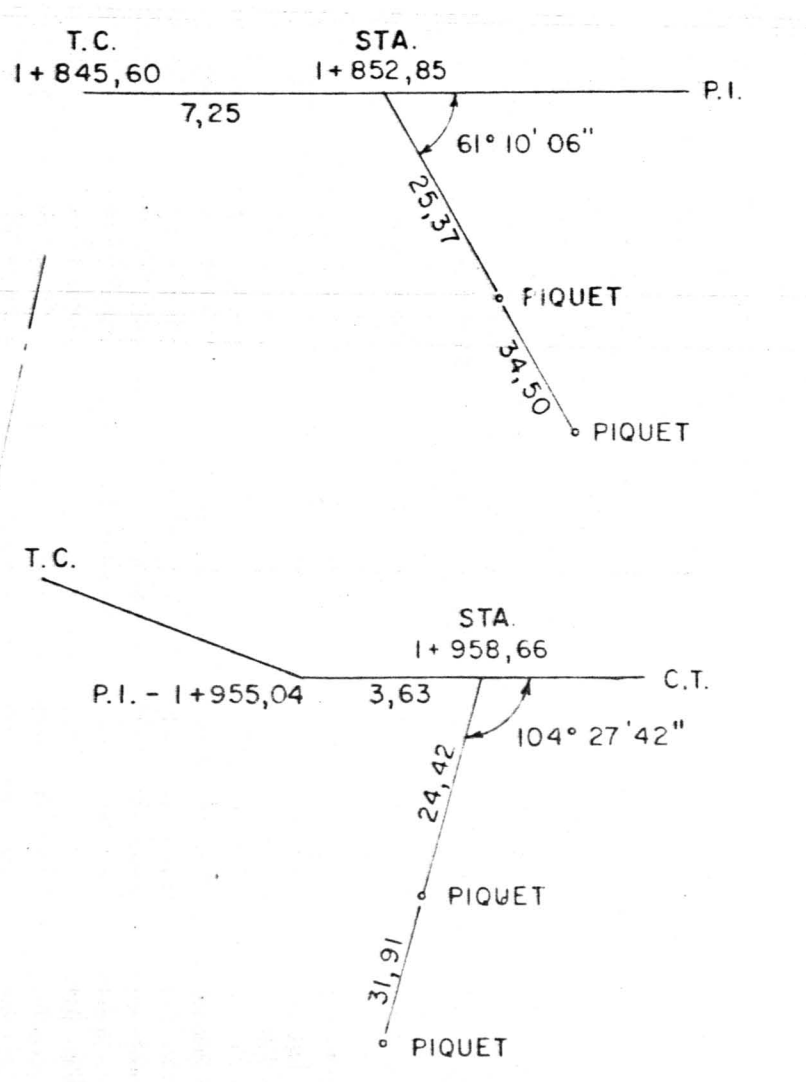 T.C.
1+845,60
STA.
1+852,85
P.I.
7,25
61° 10' 06"
25,37
PIQUET
34,50
PIQUET
T.C.
STA.
1+958,66
P.I. - 1+955,04
3,63
C.T.
104° 27'42"
24,42
PIQUET
31,91
PIQUET